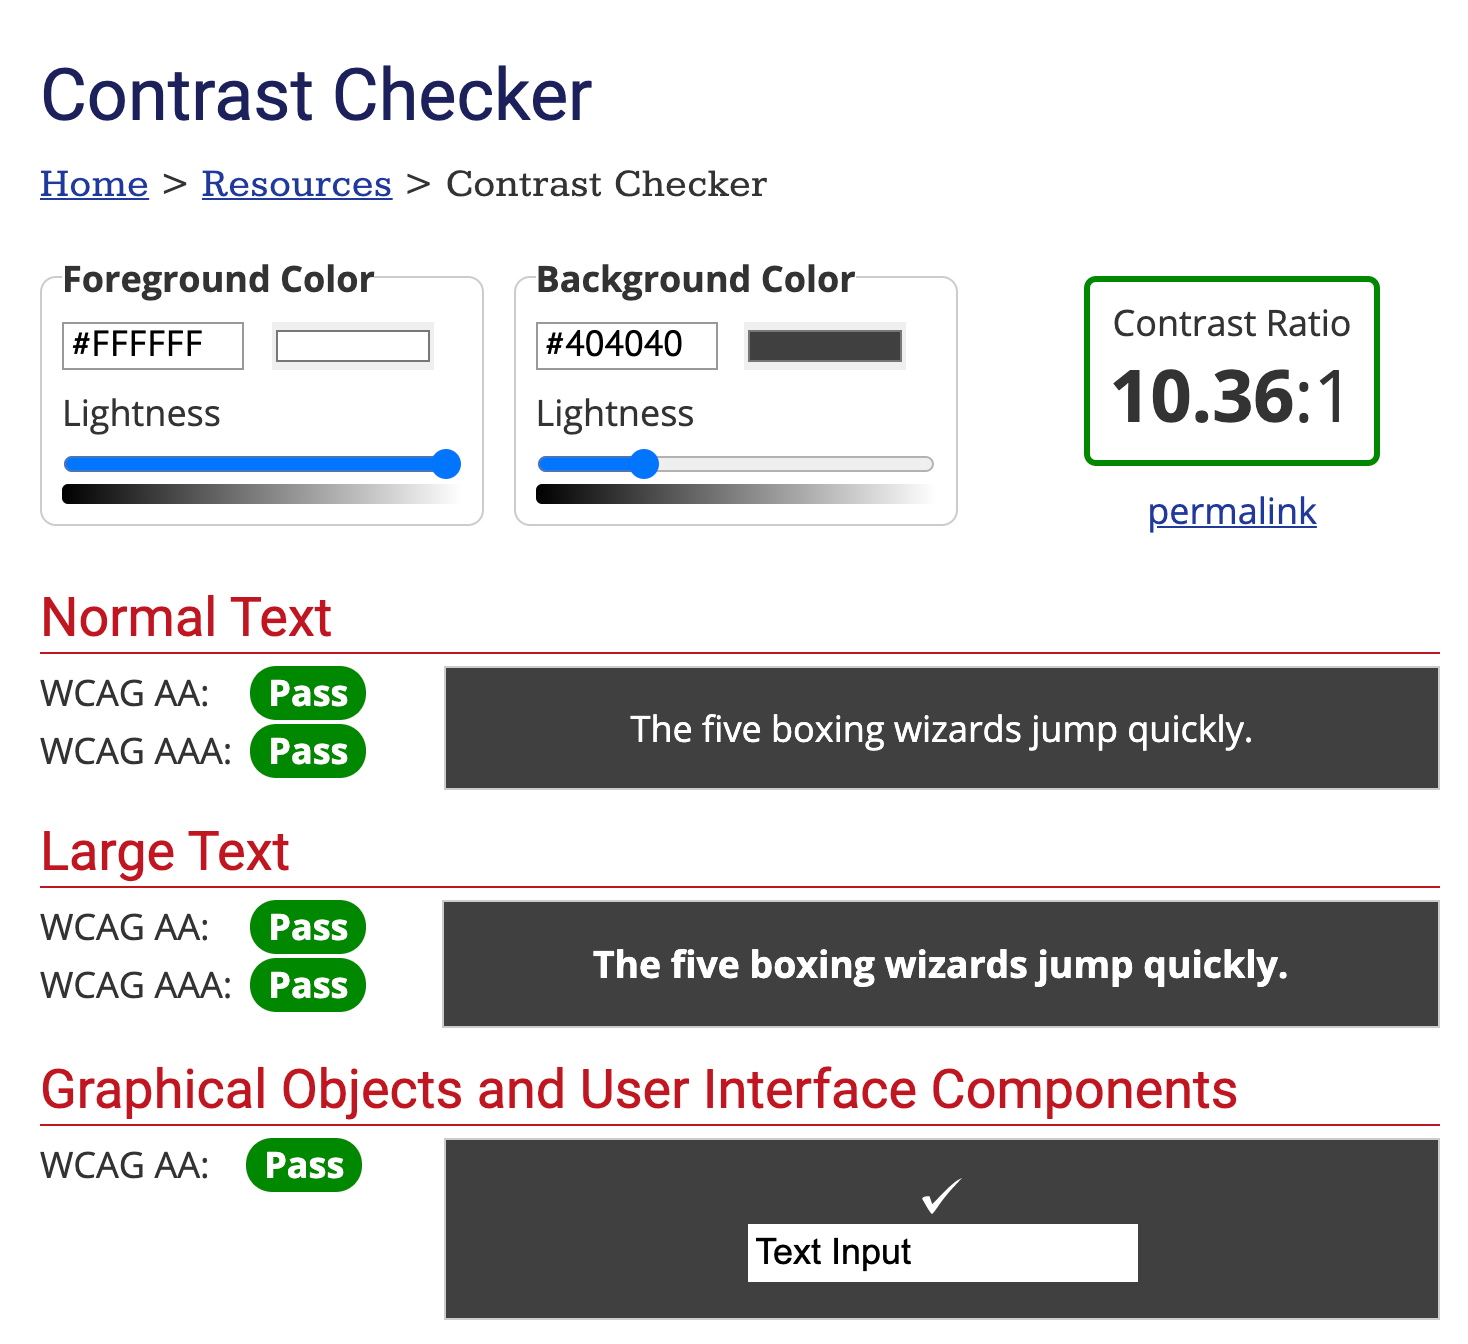 Contrast Checker
Home > Resources > Contrast Checker
Foreground Color
#FFFFFF
Lightness
Background Color
#404040
Lightness
Contrast Ratio
10.36:1
permalink
Normal Text
WCAG AA: Pass
WCAG AAA: Pass
The five boxing wizards jump quickly.
Large Text
WCAG AA: Pass
WCAG AAA: Pass
The five boxing wizards jump quickly.
Graphical Objects and User Interface Components
WCAG AA: Pass
✓
Text Input